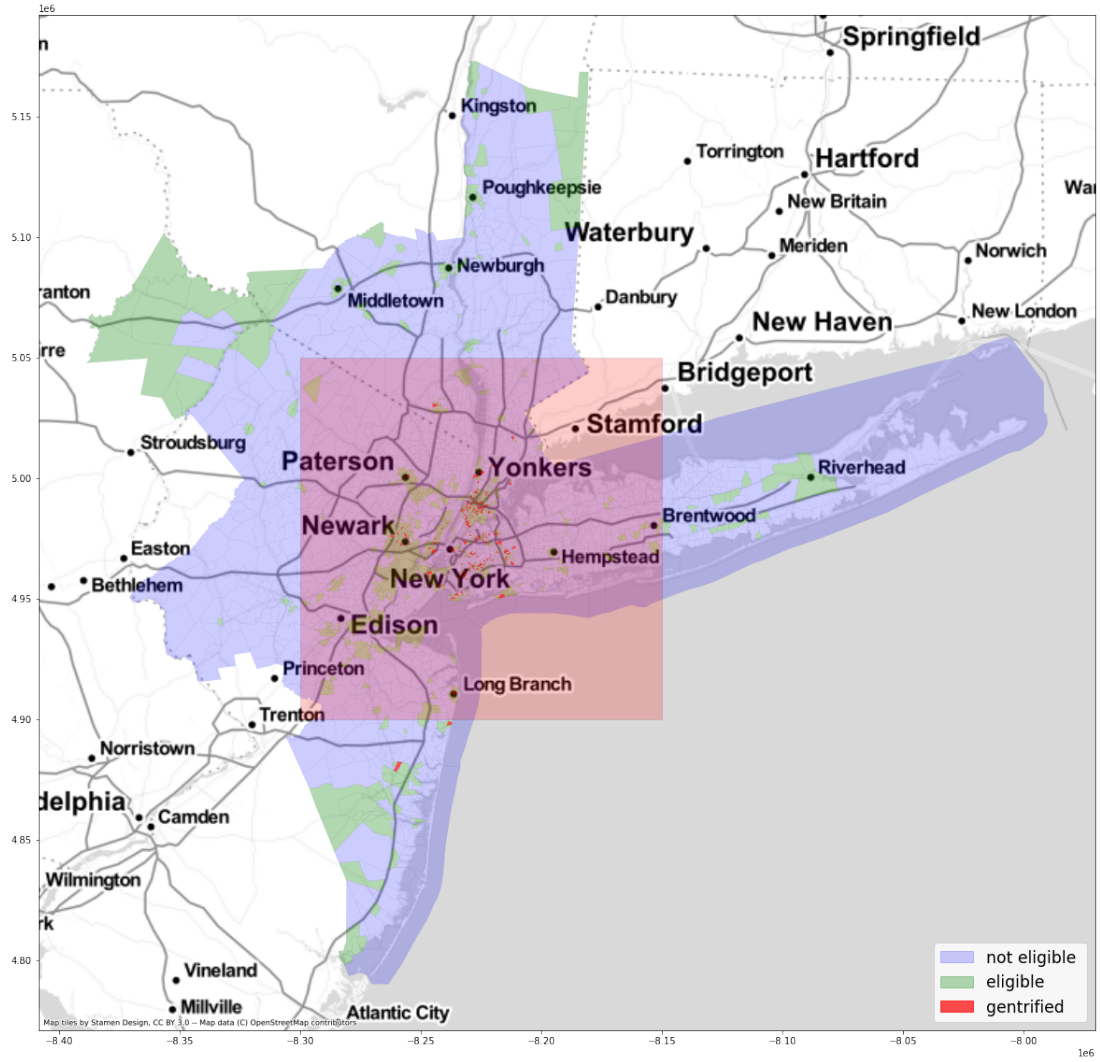 1e6
n
Springfield
5.15
Kingston
Torrington
Hartford
Poughkeepsie
Wa
New Britain
5.10
Waterbury
Meriden
Norwich
Newburgh
ranton
Middletown
Danbury
New London
New Haven
rre
5.05
Bridgeport
Stamford
Stroudsburg
Paterson
Yonkers
Riverhead
5.00
Newark
Brentwood
Easton
Hempstead
New York
Bethlehem
4.95
Edison
Princeton
Long Branch
Trenton
4.90
Norristown
delphia
Camden
4.85
Wilmington
rk
4.80
Vineland
Millville
Atlantic City
not eligible
eligible
gentrified
Map tiles by Stamen Design, CC BY 3.0 -- Map data (C) OpenStreetMap contributors
−8.40 −8.35 −8.30 −8.25 −8.20 −8.15 −8.10 −8.05 −8.00
1e6